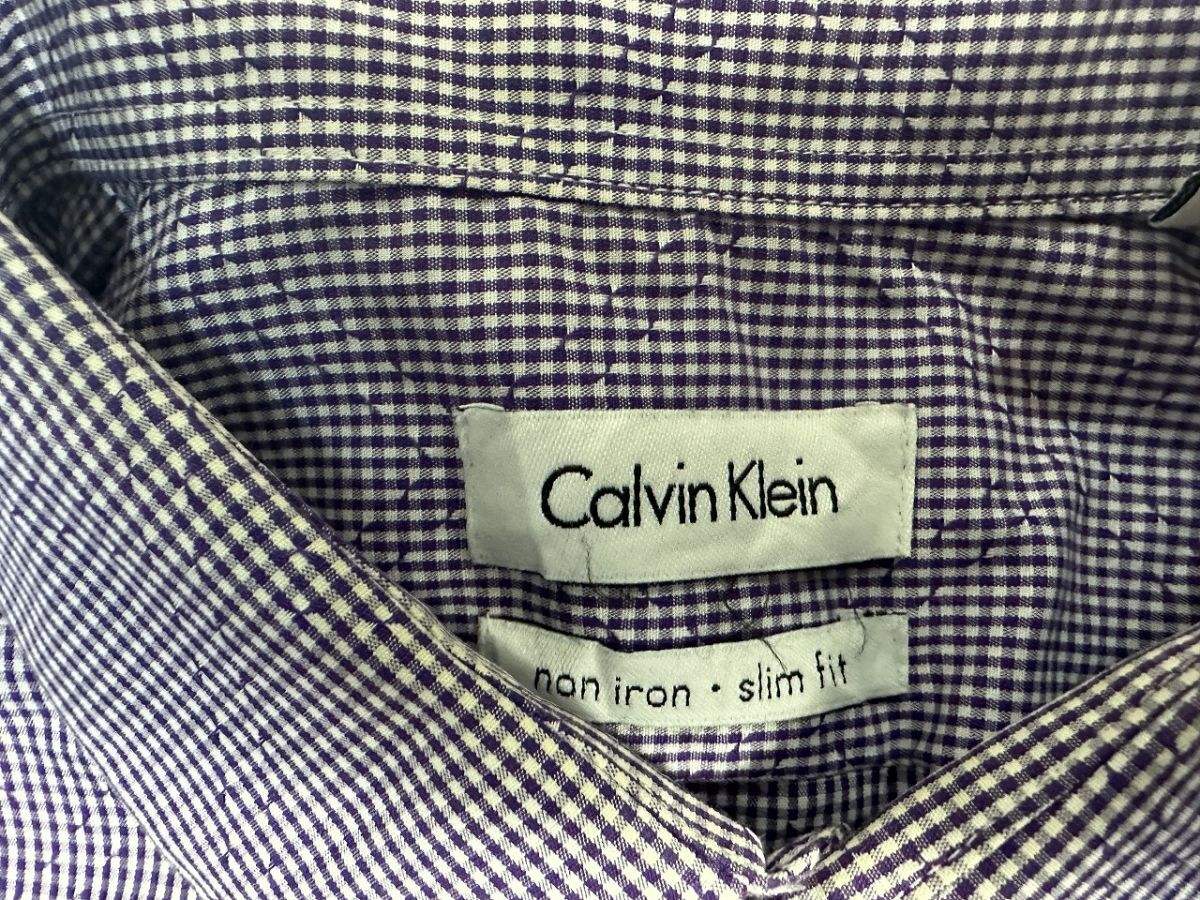 Calvin Klein
non iron · slim fit